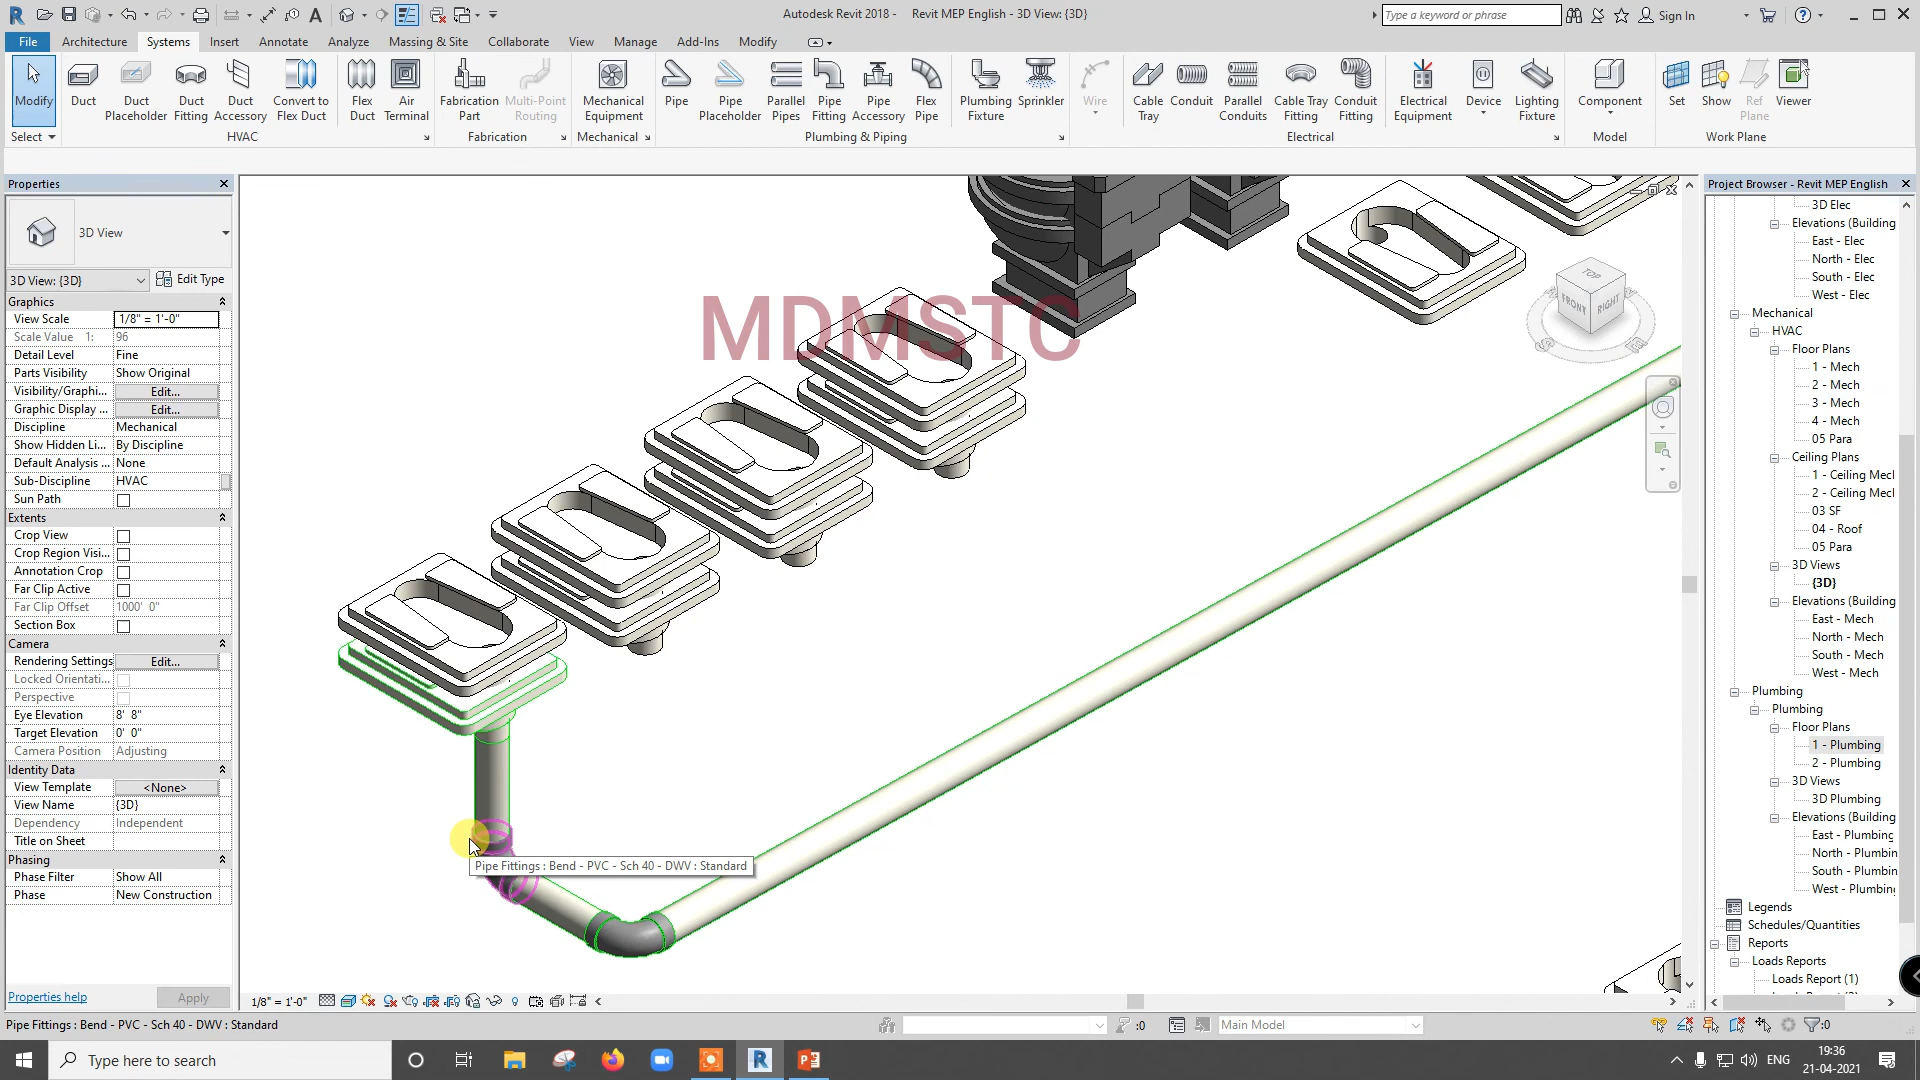 Autodesk Revit 2018 - Revit MEP English - 3D View: {3D}
Type a keyword or phrase
Sign In
File Architecture Systems Insert Annotate Analyze Massing & Site Collaborate View Manage Add-Ins Modify
Modify
Duct
Duct Placeholder
Duct Fitting
Duct Accessory
Convert to Flex Duct
Flex Duct
Air Terminal
Fabrication Part
Multi-Point Routing
Mechanical Equipment
Pipe
Pipe Placeholder
Parallel Pipes
Pipe Fitting
Pipe Accessory
Flex Pipe
Plumbing Fixture
Sprinkler
Wire
Cable Tray
Conduit
Parallel Conduits
Cable Tray Fitting
Conduit Fitting
Electrical Equipment
Device
Lighting Fixture
Component
Set
Show
Ref Plane
Viewer
Select HVAC Fabrication Mechanical Plumbing & Piping Electrical Model Work Plane
Properties
3D View
3D View: {3D} Edit Type
Graphics
View Scale 1/8" = 1'-0"
Scale Value 1: 96
Detail Level Fine
Parts Visibility Show Original
Visibility/Graphi... Edit...
Graphic Display ... Edit...
Discipline Mechanical
Show Hidden Li... By Discipline
Default Analysis ... None
Sub-Discipline HVAC
Sun Path
Extents
Crop View
Crop Region Visi...
Annotation Crop
Far Clip Active
Far Clip Offset 1000' 0"
Section Box
Camera
Rendering Settings Edit...
Locked Orientati...
Perspective
Eye Elevation 8' 8"
Target Elevation 0' 0"
Camera Position Adjusting
Identity Data
View Template <None>
View Name {3D}
Dependency Independent
Title on Sheet
Phasing
Phase Filter Show All
Phase New Construction
Properties help Apply
MDMSTC
TOP
FRONT
RIGHT
Pipe Fittings : Bend - PVC - Sch 40 - DWV : Standard
1/8" = 1'-0"
Project Browser - Revit MEP English
3D Elec
Elevations (Building
East - Elec
North - Elec
South - Elec
West - Elec
Mechanical
HVAC
Floor Plans
1 - Mech
2 - Mech
3 - Mech
4 - Mech
05 Para
Ceiling Plans
1 - Ceiling Mecl
2 - Ceiling Mecl
03 SF
04 - Roof
05 Para
3D Views
{3D}
Elevations (Building
East - Mech
North - Mech
South - Mech
West - Mech
Plumbing
Plumbing
Floor Plans
1 - Plumbing
2 - Plumbing
3D Views
3D Plumbing
Elevations (Building
East - Plumbing
North - Plumbin
South - Plumbin
West - Plumbing
Legends
Schedules/Quantities
Reports
Loads Reports
Loads Report (1)
Pipe Fittings : Bend - PVC - Sch 40 - DWV : Standard
:0
Main Model
:0
Type here to search
ENG
19:36
21-04-2021